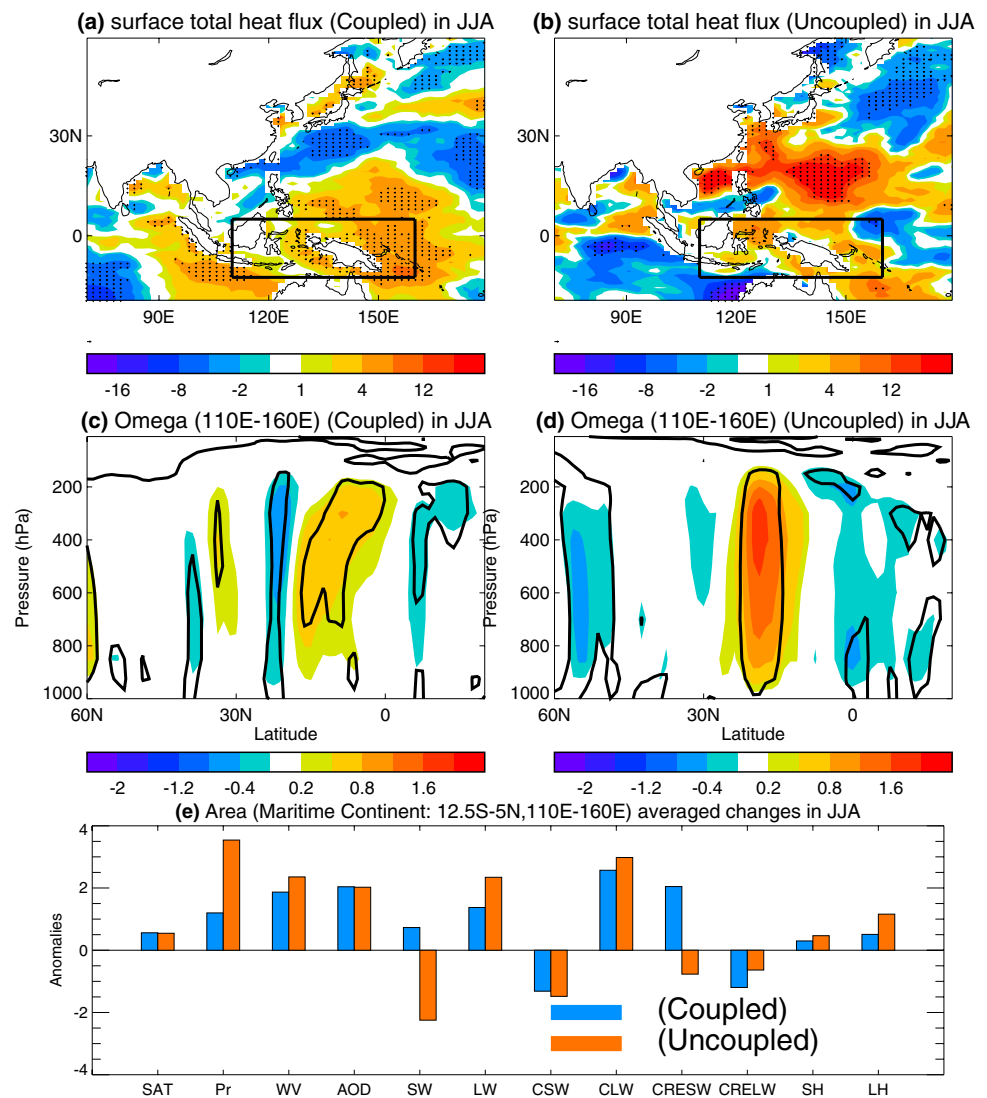 (a) surface total heat flux (Coupled) in JJA
(b) surface total heat flux (Uncoupled) in JJA
30N
0
90E 120E 150E
30N
0
90E 120E 150E
-16 -8 -2 1 4 12
-16 -8 -2 1 4 12
(c) Omega (110E-160E) (Coupled) in JJA
(d) Omega (110E-160E) (Uncoupled) in JJA
Pressure (hPa)
200
400
600
800
1000
60N 30N 0
Latitude
Pressure (hPa)
200
400
600
800
1000
60N 30N 0
Latitude
-2 -1.2 -0.4 0.2 0.8 1.6
-2 -1.2 -0.4 0.2 0.8 1.6
(e) Area (Maritime Continent: 12.5S-5N,110E-160E) averaged changes in JJA
Anomalies
4
2
0
-2
-4
(Coupled)
(Uncoupled)
SAT Pr WV AOD SW LW CSW CLW CRESW CRELW SH LH